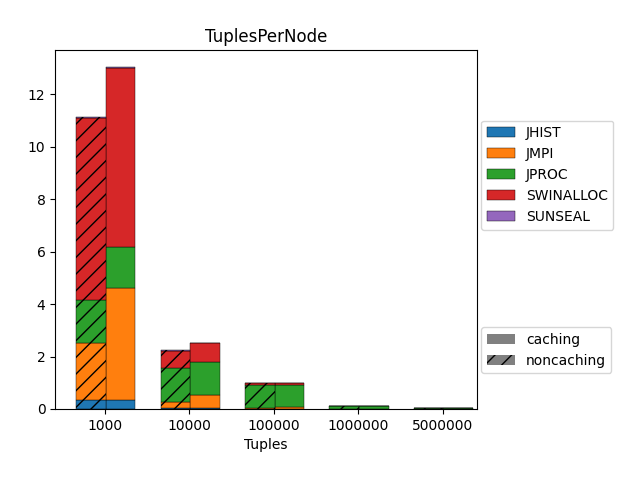 TuplesPerNode
12
10
8
6
4
2
0
1000 10000 100000 1000000 5000000
Tuples
JHIST
JMPI
JPROC
SWINALLOC
SUNSEAL
caching
noncaching